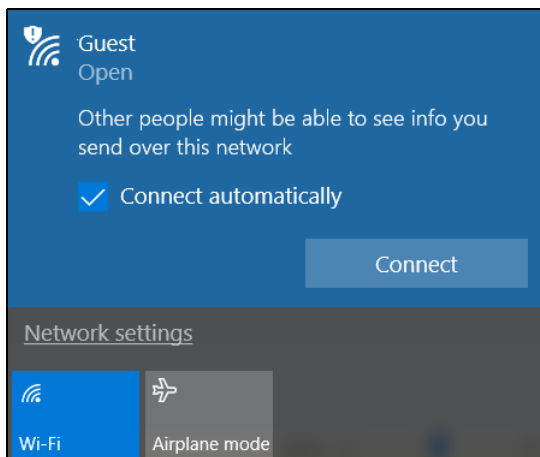 Guest
Open
Other people might be able to see info you
send over this network
Connect automatically
Connect
Network settings
Wi-Fi
Airplane mode